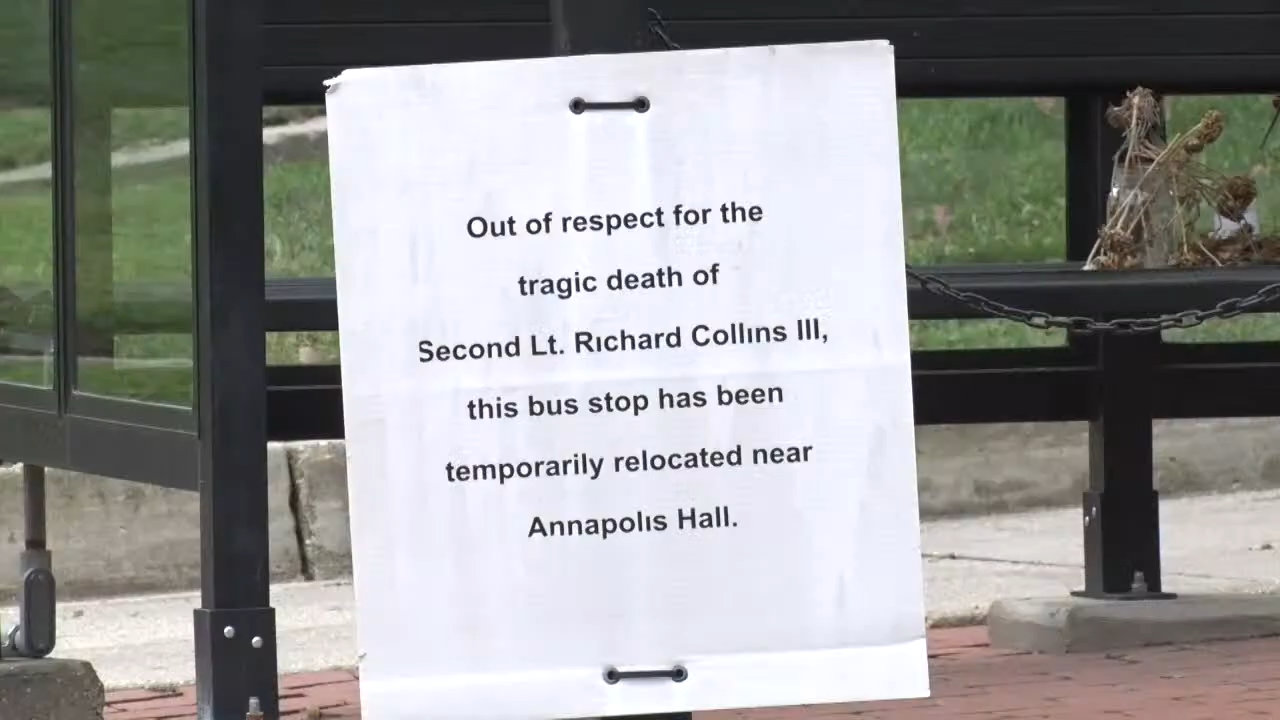 Out of respect for the
tragic death of
Second Lt. Richard Collins III,
this bus stop has been
temporarily relocated near
Annapolis Hall.